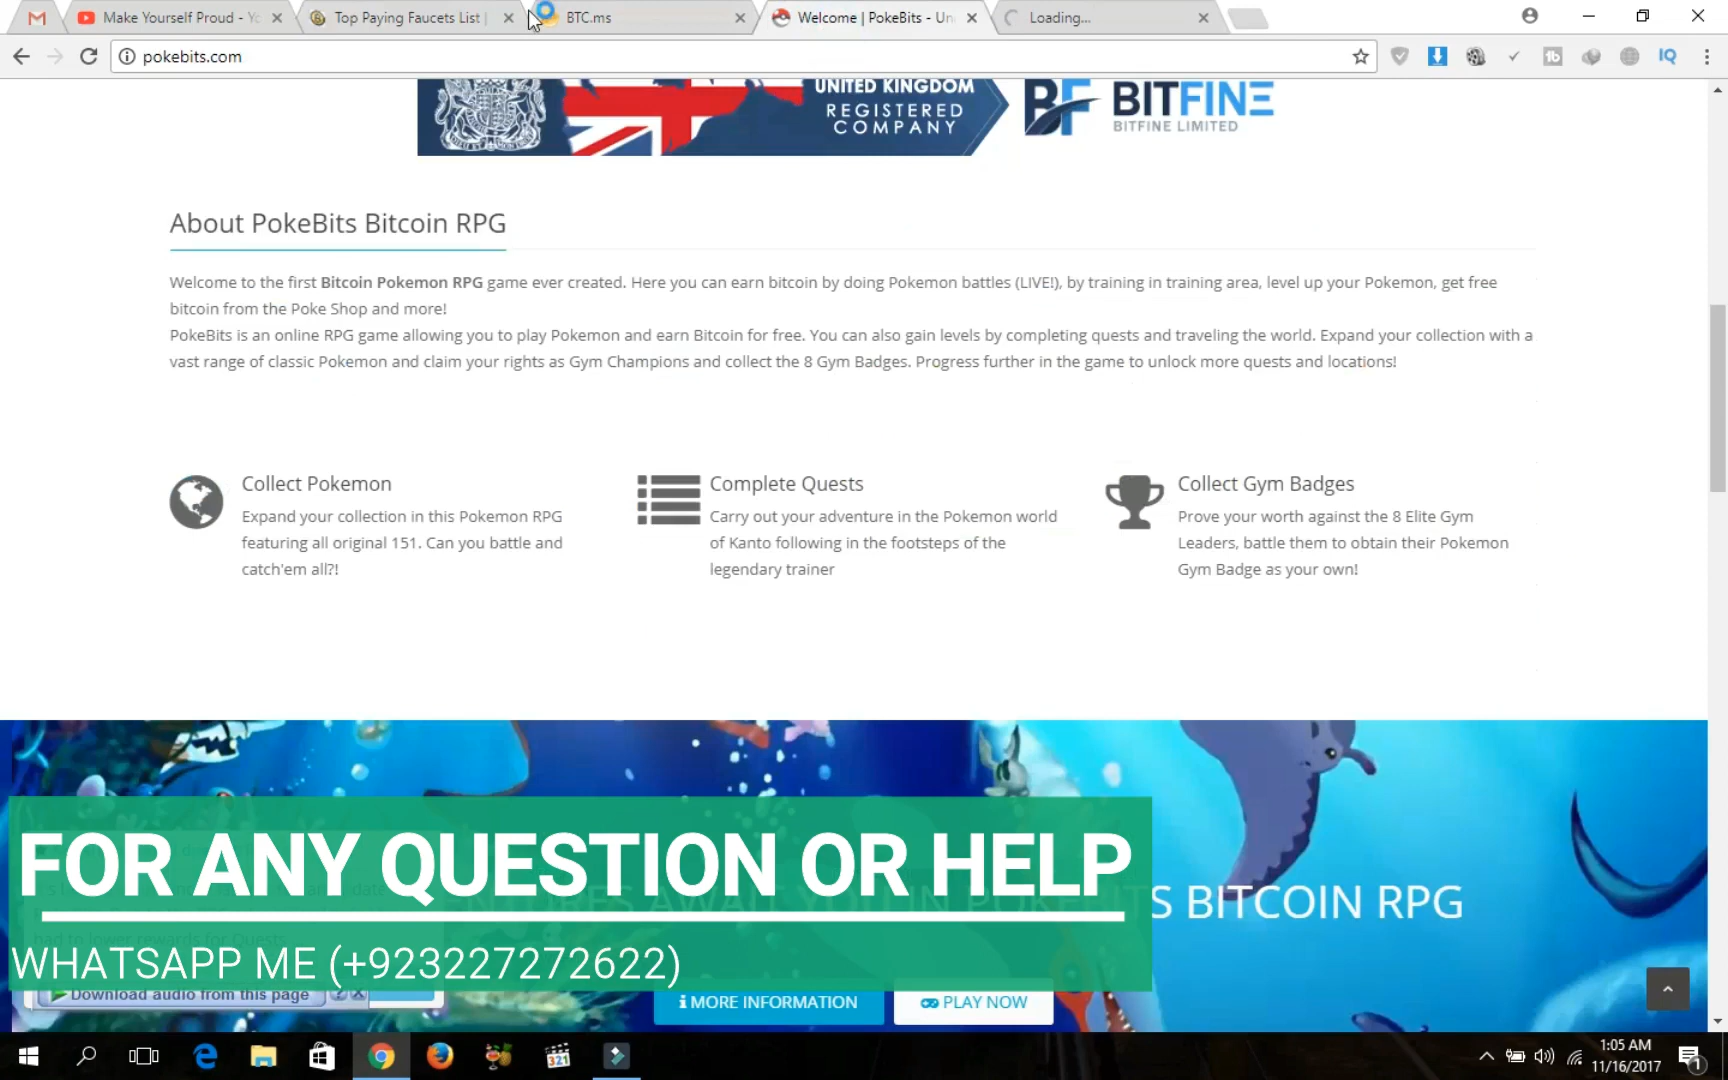 Make Yourself Proud - Yo
Top Paying Faucets List |
BTC.ms
Welcome | PokeBits - Un
Loading...
pokebits.com
UNITED KINGDOM
REGISTERED
COMPANY
BF BITFINE
BITFINE LIMITED
About PokeBits Bitcoin RPG
Welcome to the first Bitcoin Pokemon RPG game ever created. Here you can earn bitcoin by doing Pokemon battles (LIVE!), by training in training area, level up your Pokemon, get free
bitcoin from the Poke Shop and more!
PokeBits is an online RPG game allowing you to play Pokemon and earn Bitcoin for free. You can also gain levels by completing quests and traveling the world. Expand your collection with a
vast range of classic Pokemon and claim your rights as Gym Champions and collect the 8 Gym Badges. Progress further in the game to unlock more quests and locations!
Collect Pokemon
Expand your collection in this Pokemon RPG
featuring all original 151. Can you battle and
catch'em all?!
Complete Quests
Carry out your adventure in the Pokemon world
of Kanto following in the footsteps of the
legendary trainer
Collect Gym Badges
Prove your worth against the 8 Elite Gym
Leaders, battle them to obtain their Pokemon
Gym Badge as your own!
FOR ANY QUESTION OR HELP
S BITCOIN RPG
had to lower rewards for Quests
WHATSAPP ME (+923227272622)
Download audio from this page
MORE INFORMATION
PLAY NOW
1:05 AM
11/16/2017